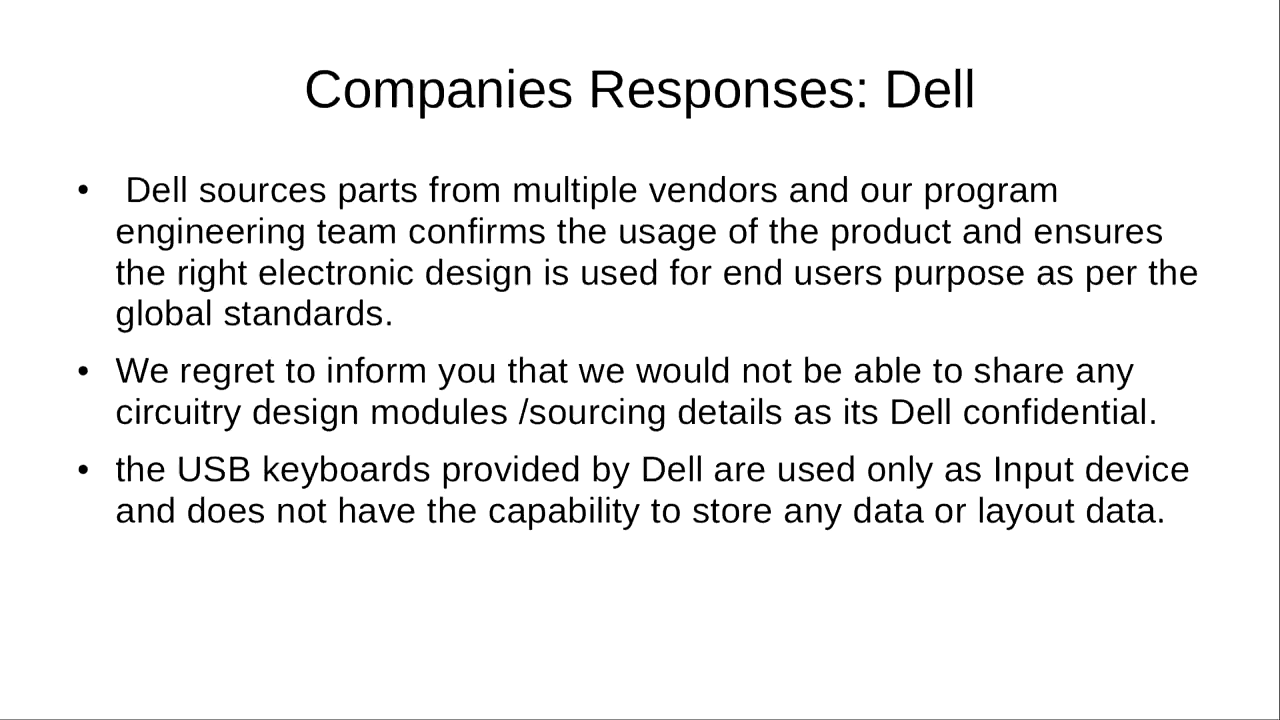 Companies Responses: Dell
• Dell sources parts from multiple vendors and our program
engineering team confirms the usage of the product and ensures
the right electronic design is used for end users purpose as per the
global standards.
• We regret to inform you that we would not be able to share any
circuitry design modules /sourcing details as its Dell confidential.
• the USB keyboards provided by Dell are used only as Input device
and does not have the capability to store any data or layout data.